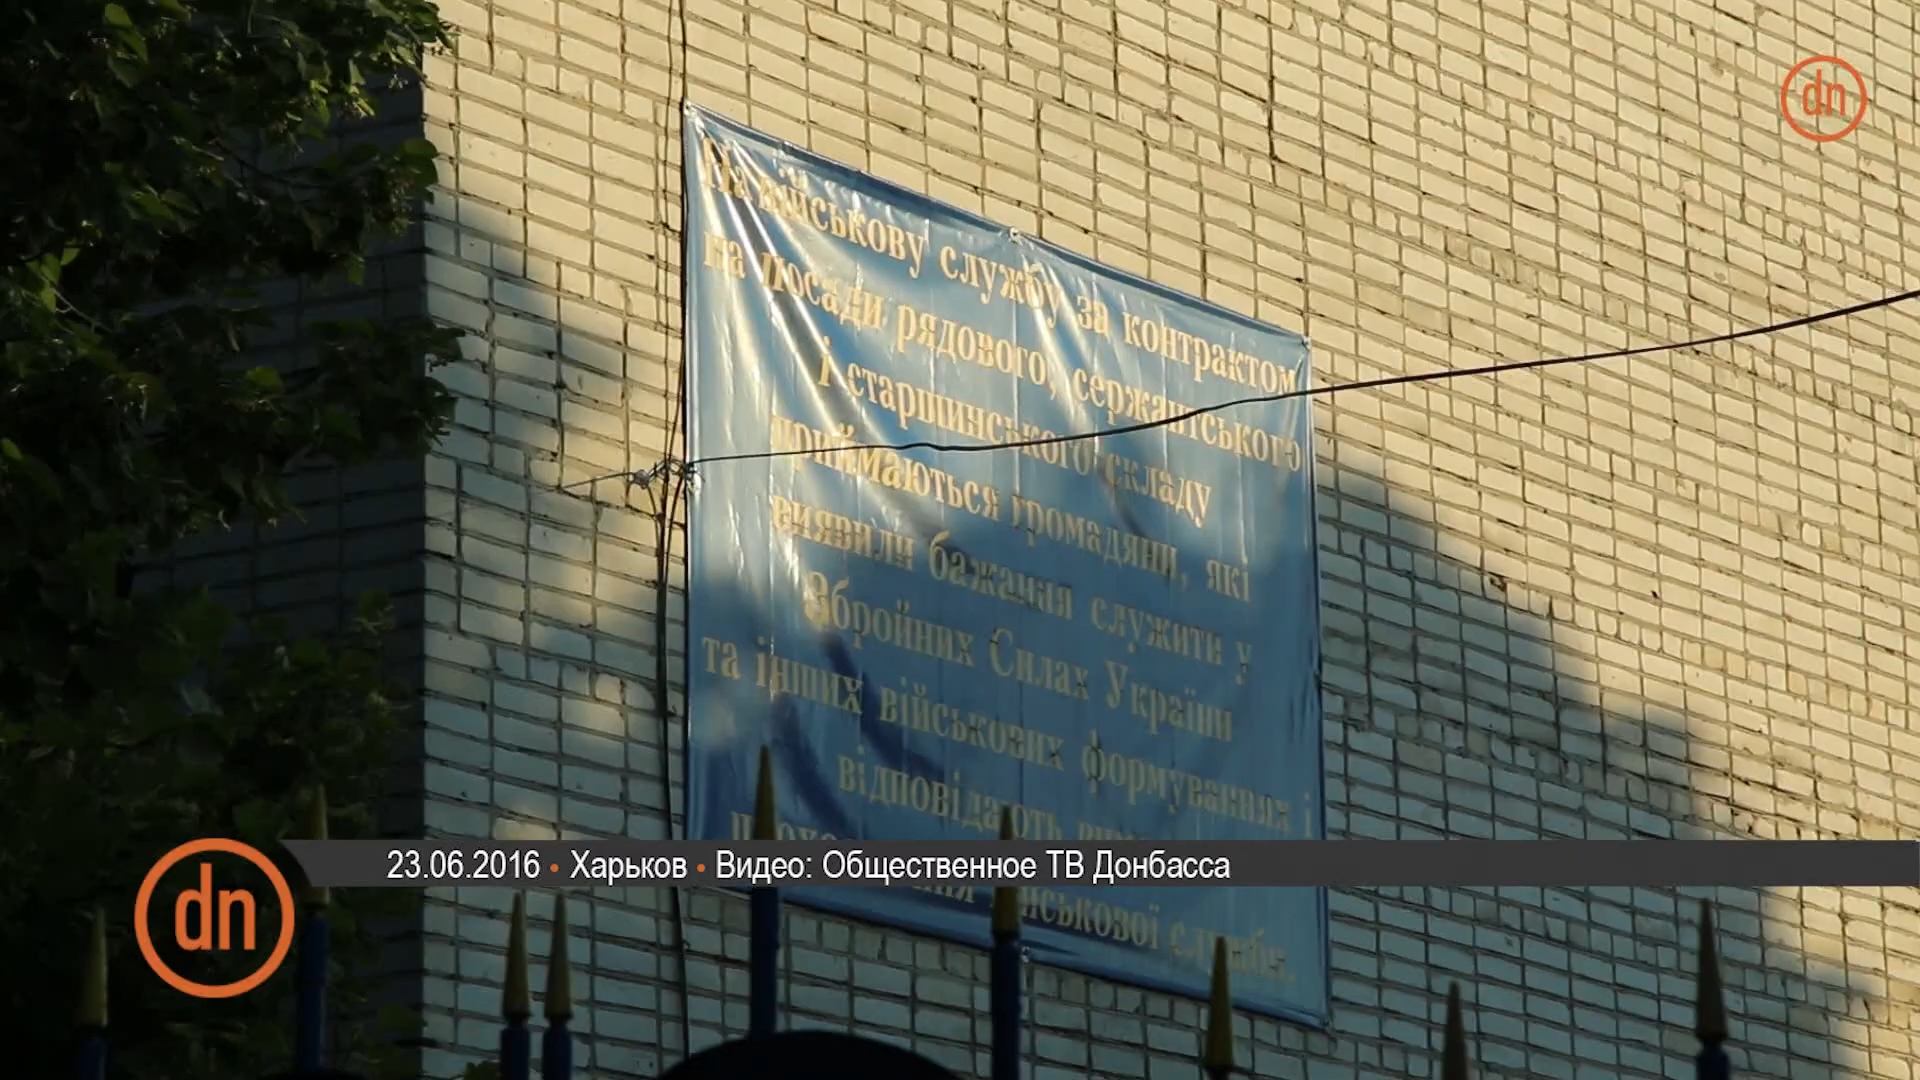 dn
На військову службу за контрактом
на посади рядового, сержантського
і старшинського складу
приймаються громадяни, які
виявили бажання служити у
Збройних Силах України
та інших військових формуваннях і
відповідають
військової служби.
dn
23.06.2016 • Харьков • Видео: Общественное ТВ Донбасса